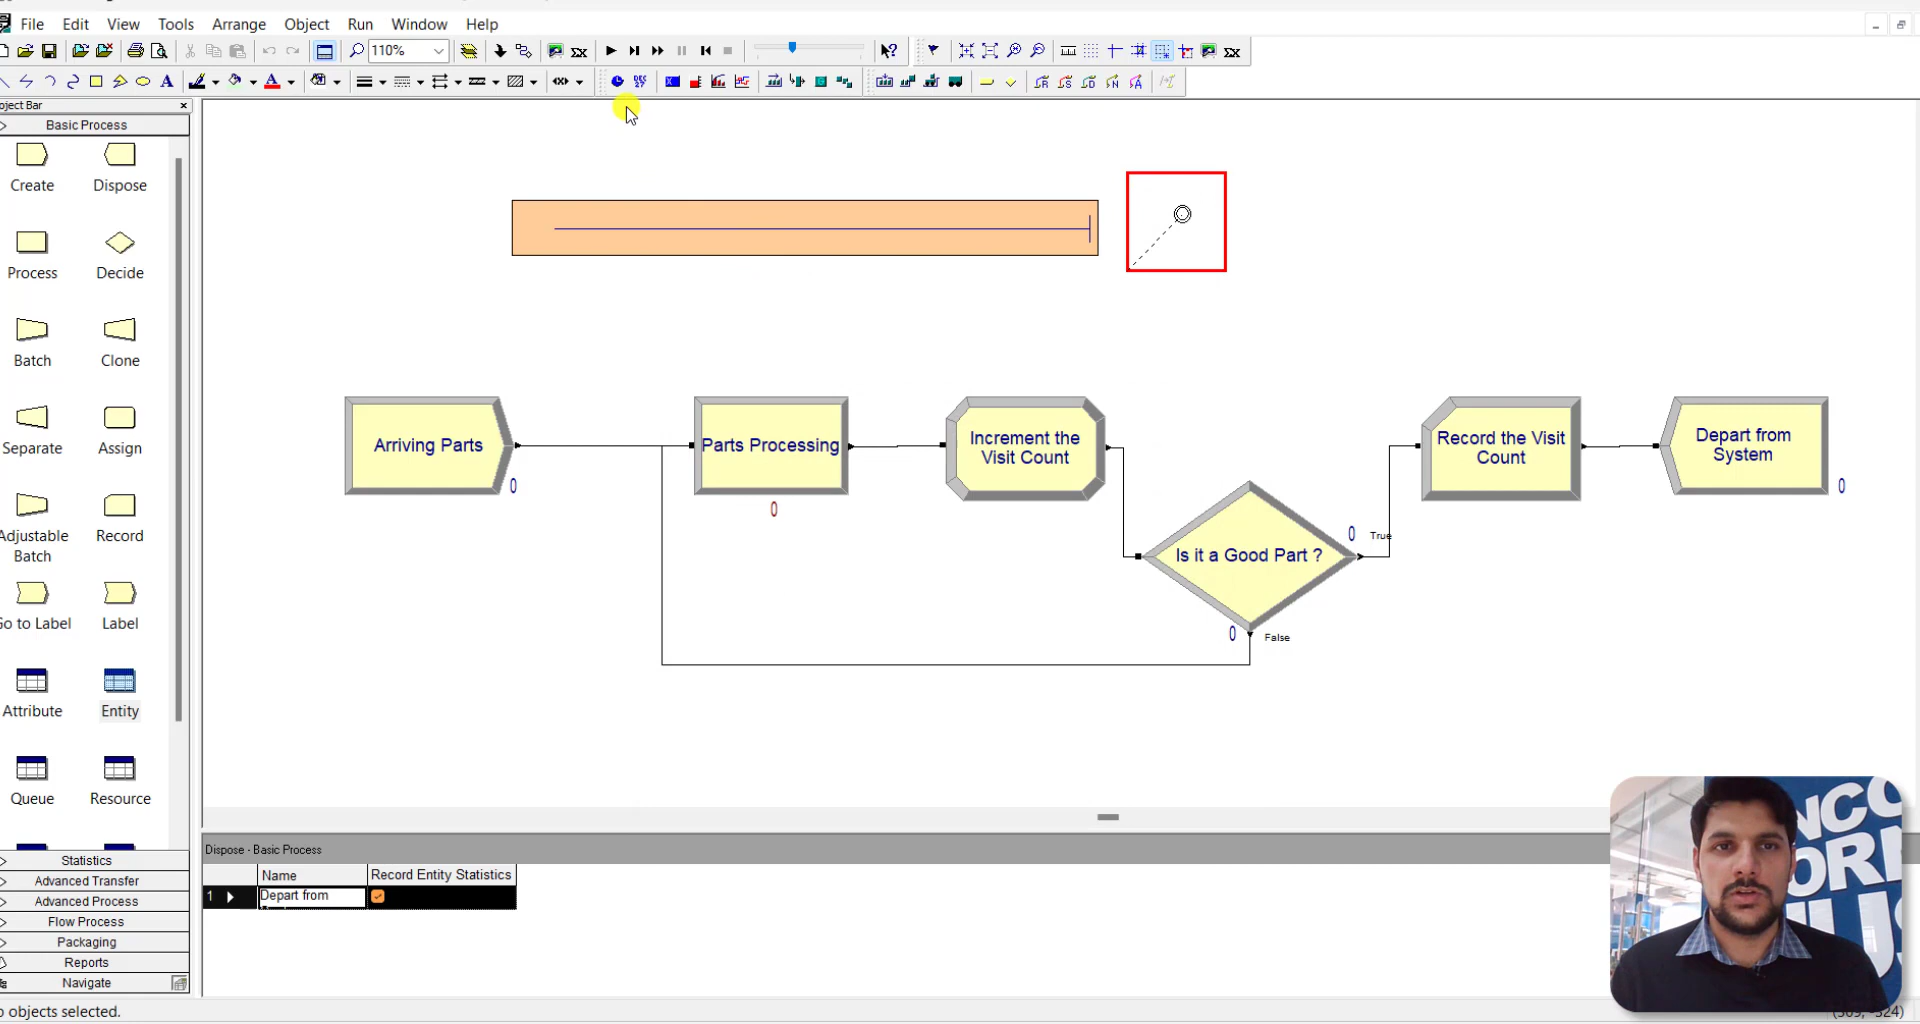 File Edit View Tools Arrange Object Run Window Help
110%
oject Bar
Basic Process
Create Dispose
Process Decide
Batch Clone
Separate Assign
Adjustable
Batch
Record
Go to Label Label
Attribute Entity
Queue Resource
Statistics
Advanced Transfer
Advanced Process
Flow Process
Packaging
Reports
Navigate
Arriving Parts
0
Parts Processing
0
Increment the
Visit Count
Is it a Good Part ?
0 True
0 False
Record the Visit
Count
Depart from
System
0
Dispose - Basic Process
Name Record Entity Statistics
1 Depart from
o objects selected.